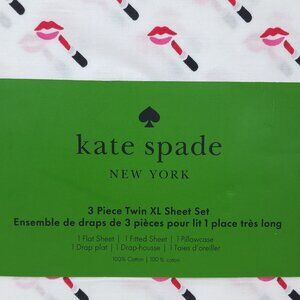 kate spade
NEW YORK
3 Piece Twin XL Sheet Set
Ensemble de draps de 3 pièces pour lit 1 place très long
1 Flat Sheet | 1 Fitted Sheet | 1 Pillowcase
1 Drap plat | 1 Drap-housse | 1 Taies d'oreiller
100% Cotton | 100 % coton